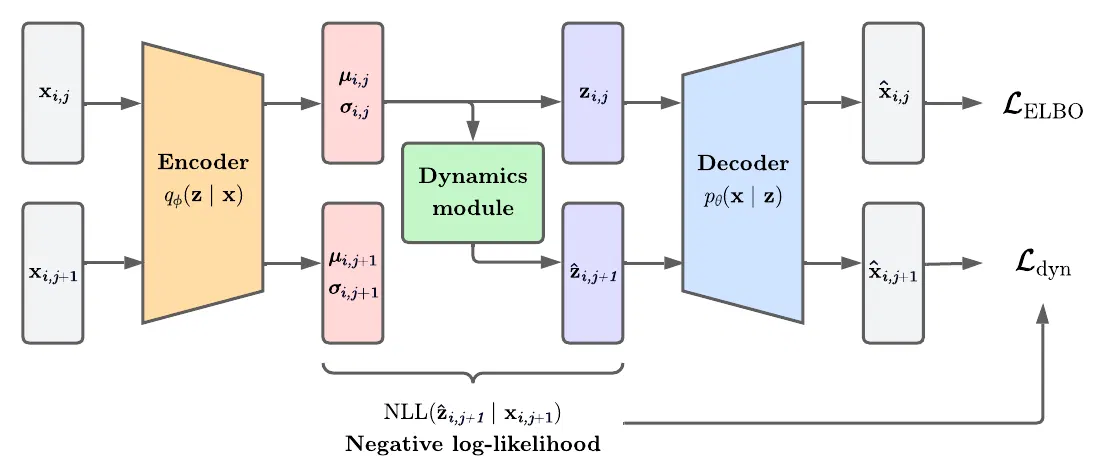 x_{i,j}
μ_{i,j}
σ_{i,j}
z_{i,j}
x̂_{i,j}
ℒ_ELBO
Encoder
q_ϕ(z | x)
Dynamics
module
Decoder
p_θ(x | z)
x_{i,j+1}
μ_{i,j+1}
σ_{i,j+1}
ẑ_{i,j+1}
x̂_{i,j+1}
ℒ_dyn
NLL(ẑ_{i,j+1} | x_{i,j+1})
Negative log-likelihood